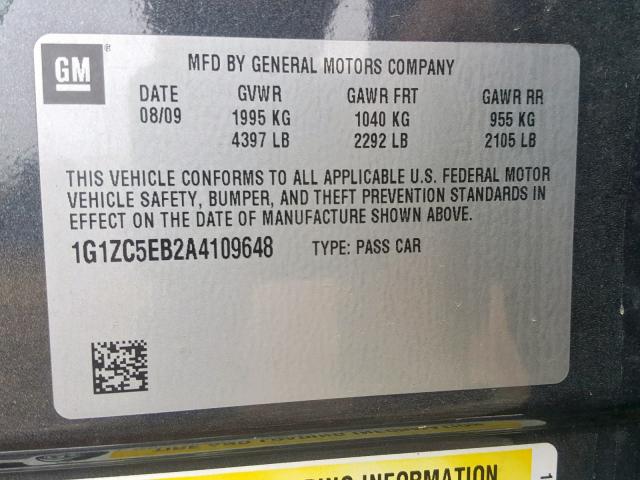 GM ®
MFD BY GENERAL MOTORS COMPANY
DATE GVWR GAWR FRT GAWR RR
08/09 1995 KG 1040 KG 955 KG
4397 LB 2292 LB 2105 LB
THIS VEHICLE CONFORMS TO ALL APPLICABLE U.S. FEDERAL MOTOR
VEHICLE SAFETY, BUMPER, AND THEFT PREVENTION STANDARDS IN
EFFECT ON THE DATE OF MANUFACTURE SHOWN ABOVE.
1G1ZC5EB2A4109648 TYPE: PASS CAR
INFORMATION